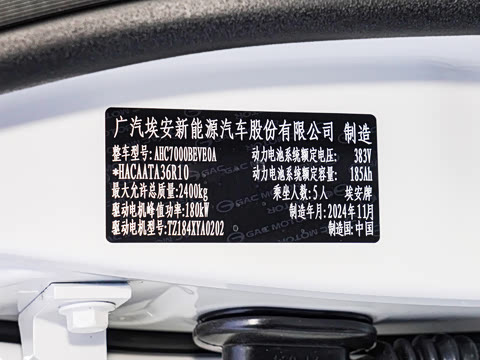 广汽埃安新能源汽车股份有限公司 制造
整车型号:AHC7000BEVE0A 动力电池系统额定电压: 383V
*HACAATA36R10 动力电池系统额定容量: 185Ah
最大允许总质量:2400kg 乘坐人数:5人 埃安牌
驱动电机峰值功率:180kW 制造年月:2024年11月
驱动电机型号:TZ184XYA0202 制造国:中国